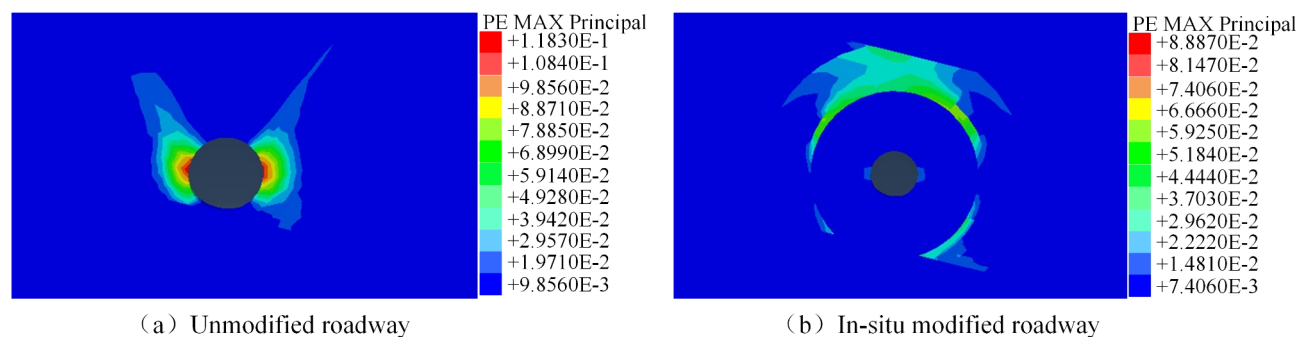 PE MAX Principal
+1.1830E-1
+1.0840E-1
+9.8560E-2
+8.8710E-2
+7.8850E-2
+6.8990E-2
+5.9140E-2
+4.9280E-2
+3.9420E-2
+2.9570E-2
+1.9710E-2
+9.8560E-3
（a）Unmodified roadway
PE MAX Principal
+8.8870E-2
+8.1470E-2
+7.4060E-2
+6.6660E-2
+5.9250E-2
+5.1840E-2
+4.4440E-2
+3.7030E-2
+2.9620E-2
+2.2220E-2
+1.4810E-2
+7.4060E-3
（b）In-situ modified roadway